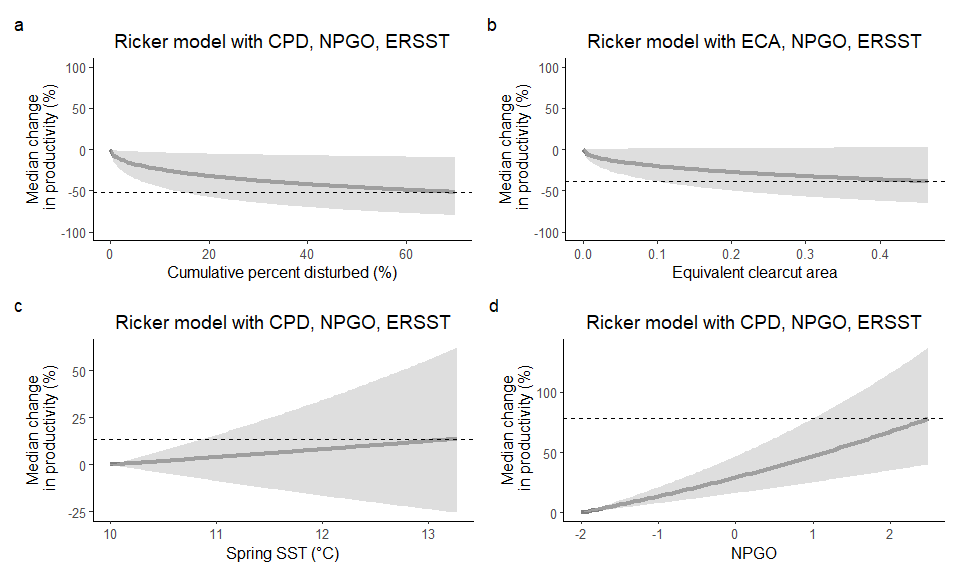 a
Ricker model with CPD, NPGO, ERSST
100
50
0
-50
-100
Median change
in productivity (%)
0
20
40
60
Cumulative percent disturbed (%)
b
Ricker model with ECA, NPGO, ERSST
100
50
0
-50
-100
Median change
in productivity (%)
0.0
0.1
0.2
0.3
0.4
Equivalent clearcut area
c
Ricker model with CPD, NPGO, ERSST
50
25
0
-25
Median change
in productivity (%)
10
11
12
13
Spring SST (°C)
d
Ricker model with CPD, NPGO, ERSST
100
50
0
Median change
in productivity (%)
-2
-1
0
1
2
NPGO